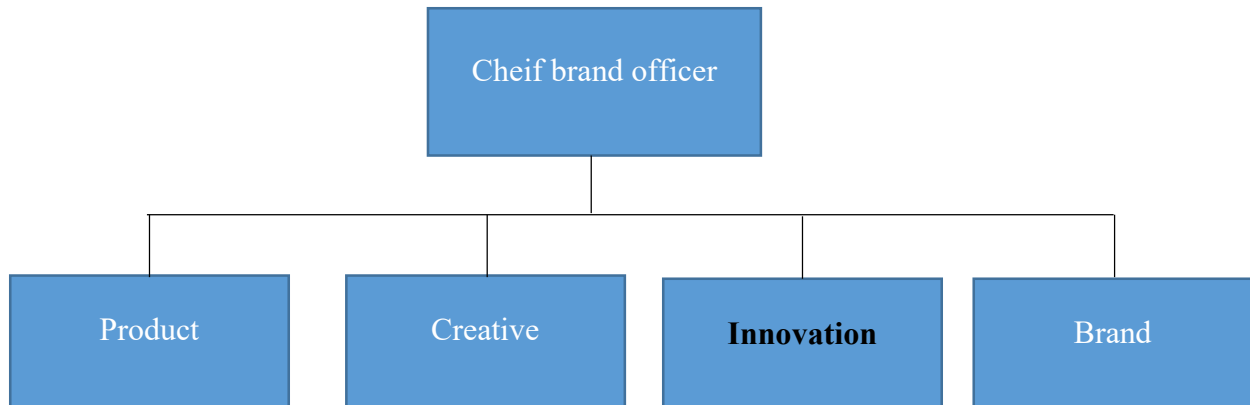 Cheif brand officer
Product
Creative
Innovation
Brand